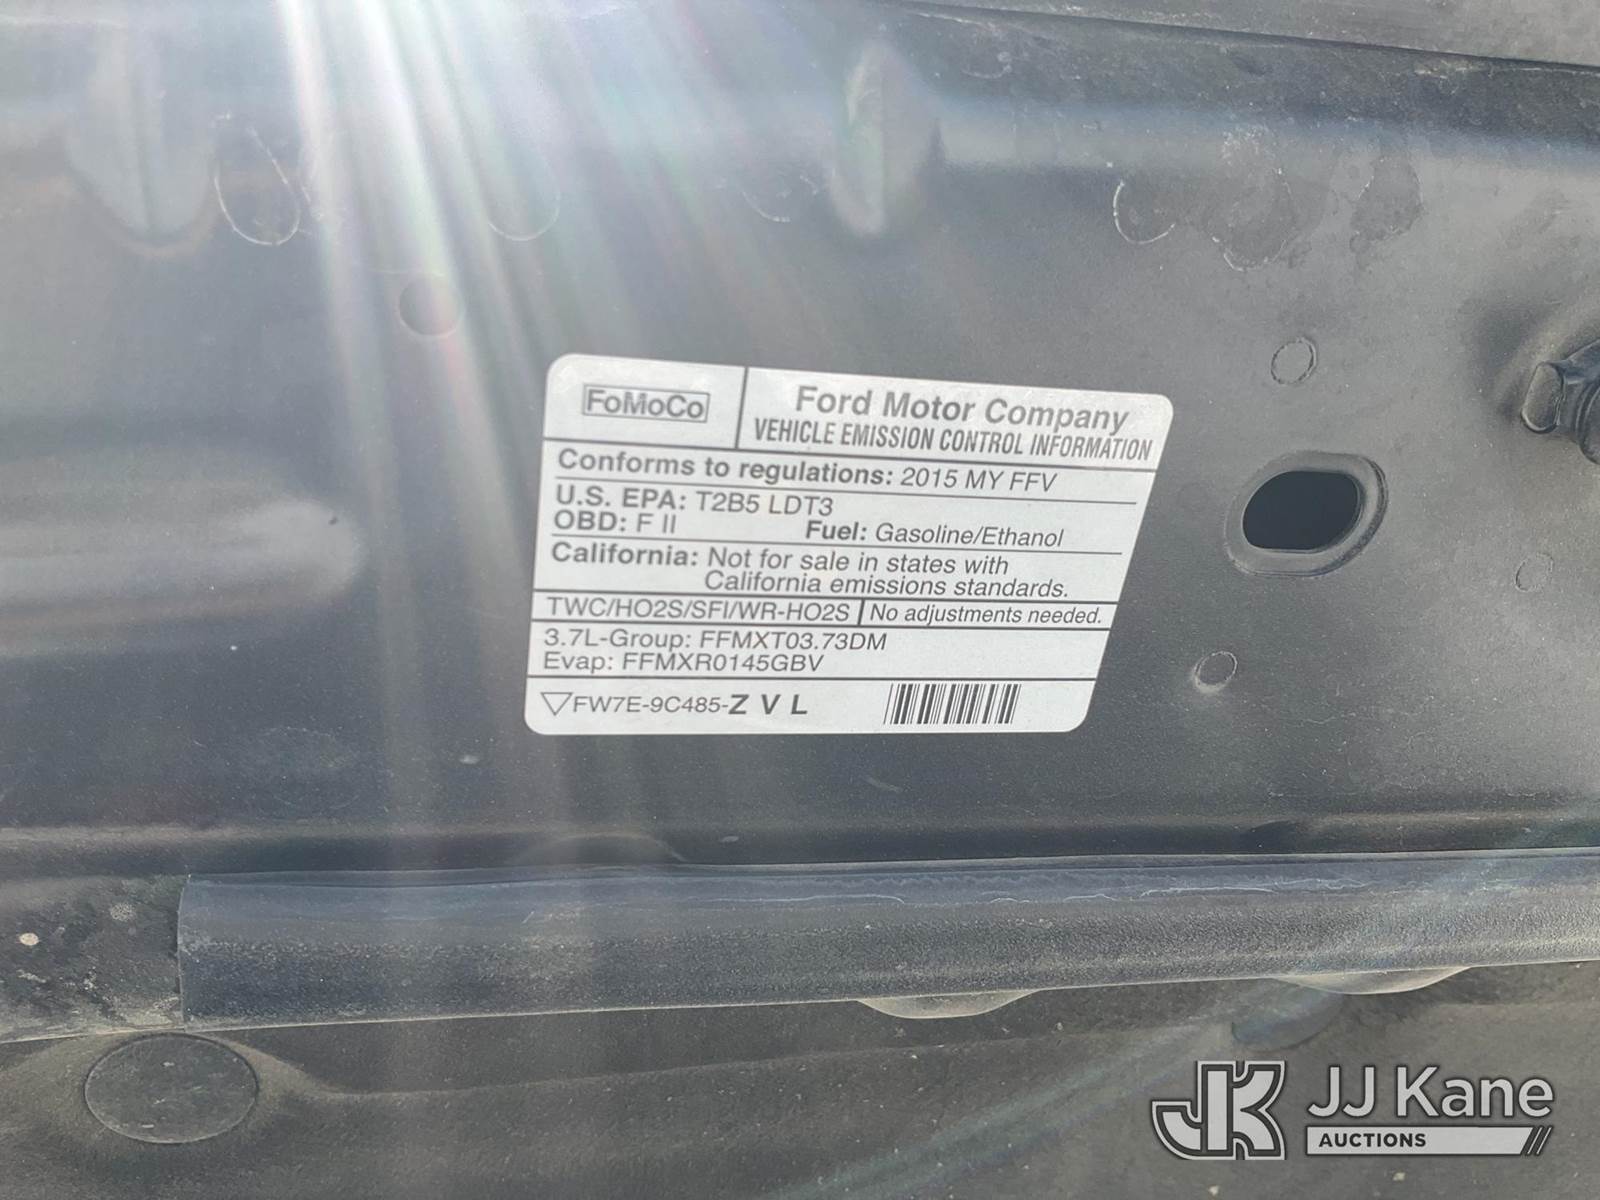 FoMoCo
Ford Motor Company
VEHICLE EMISSION CONTROL INFORMATION
Conforms to regulations: 2015 MY FFV
U.S. EPA: T2B5 LDT3
OBD: F II Fuel: Gasoline/Ethanol
California: Not for sale in states with
California emissions standards.
TWC/HO2S/SFI/WR-HO2S No adjustments needed.
3.7L-Group: FFMXT03.73DM
Evap: FFMXR0145GBV
FW7E-9C485-Z V L
JK JJ Kane
AUCTIONS